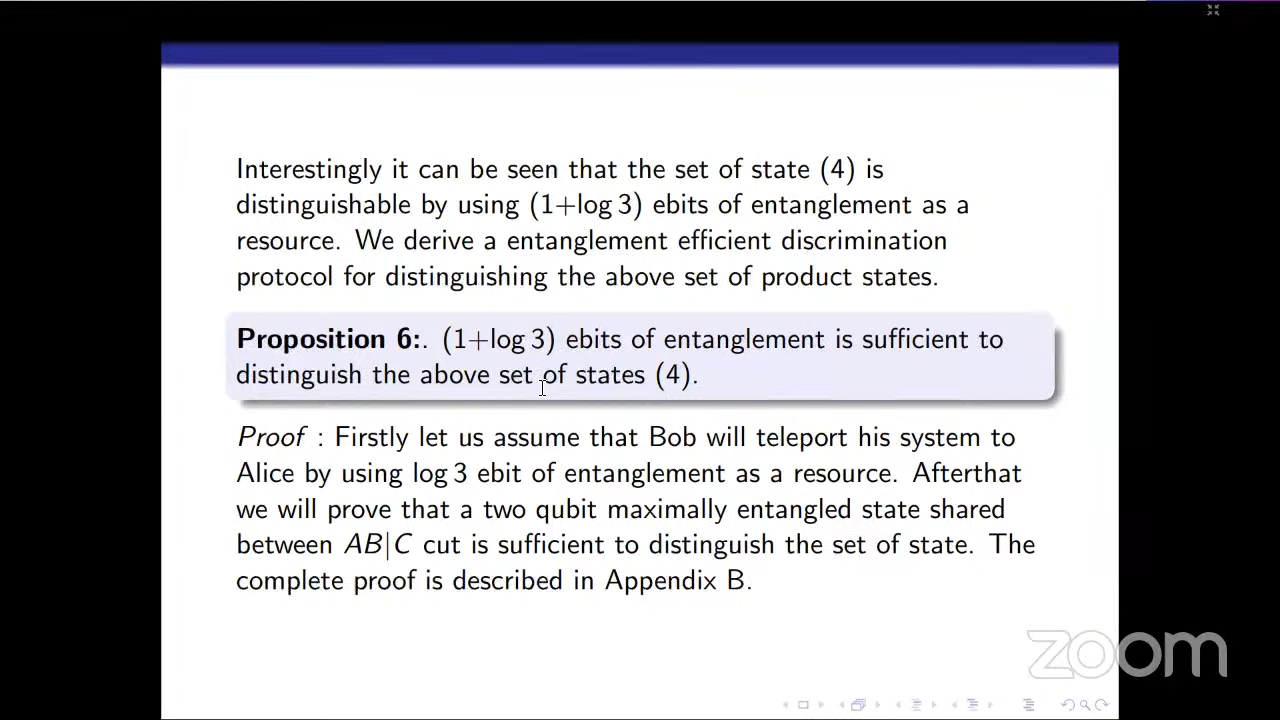 Interestingly it can be seen that the set of state (4) is
distinguishable by using (1+log 3) ebits of entanglement as a
resource. We derive a entanglement efficient discrimination
protocol for distinguishing the above set of product states.
Proposition 6:. (1+log 3) ebits of entanglement is sufficient to
distinguish the above set of states (4).
Proof : Firstly let us assume that Bob will teleport his system to
Alice by using log 3 ebit of entanglement as a resource. Afterthat
we will prove that a two qubit maximally entangled state shared
between AB|C cut is sufficient to distinguish the set of state. The
complete proof is described in Appendix B.
zoom